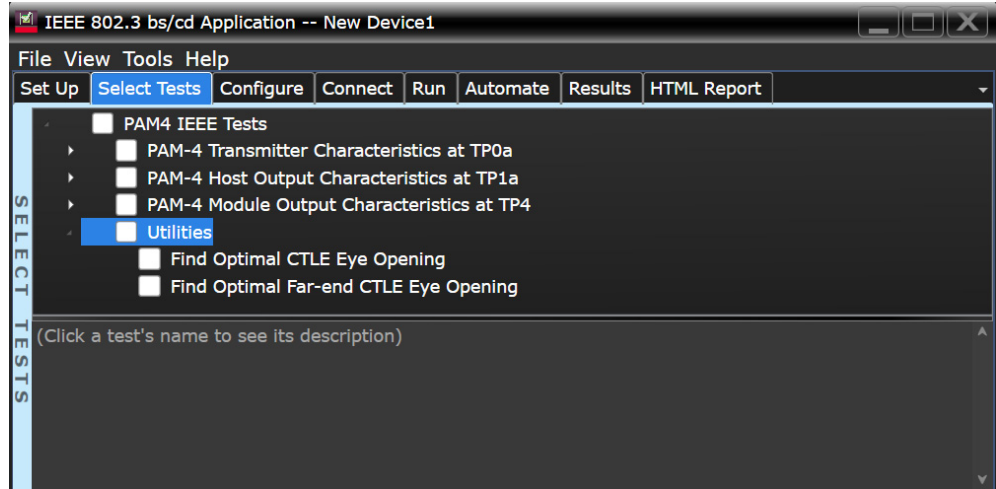 IEEE 802.3 bs/cd Application -- New Device1
File View Tools Help
Set Up Select Tests Configure Connect Run Automate Results HTML Report
PAM4 IEEE Tests
PAM-4 Transmitter Characteristics at TP0a
PAM-4 Host Output Characteristics at TP1a
PAM-4 Module Output Characteristics at TP4
Utilities
Find Optimal CTLE Eye Opening
Find Optimal Far-end CTLE Eye Opening
SELECT TESTS
(Click a test's name to see its description)